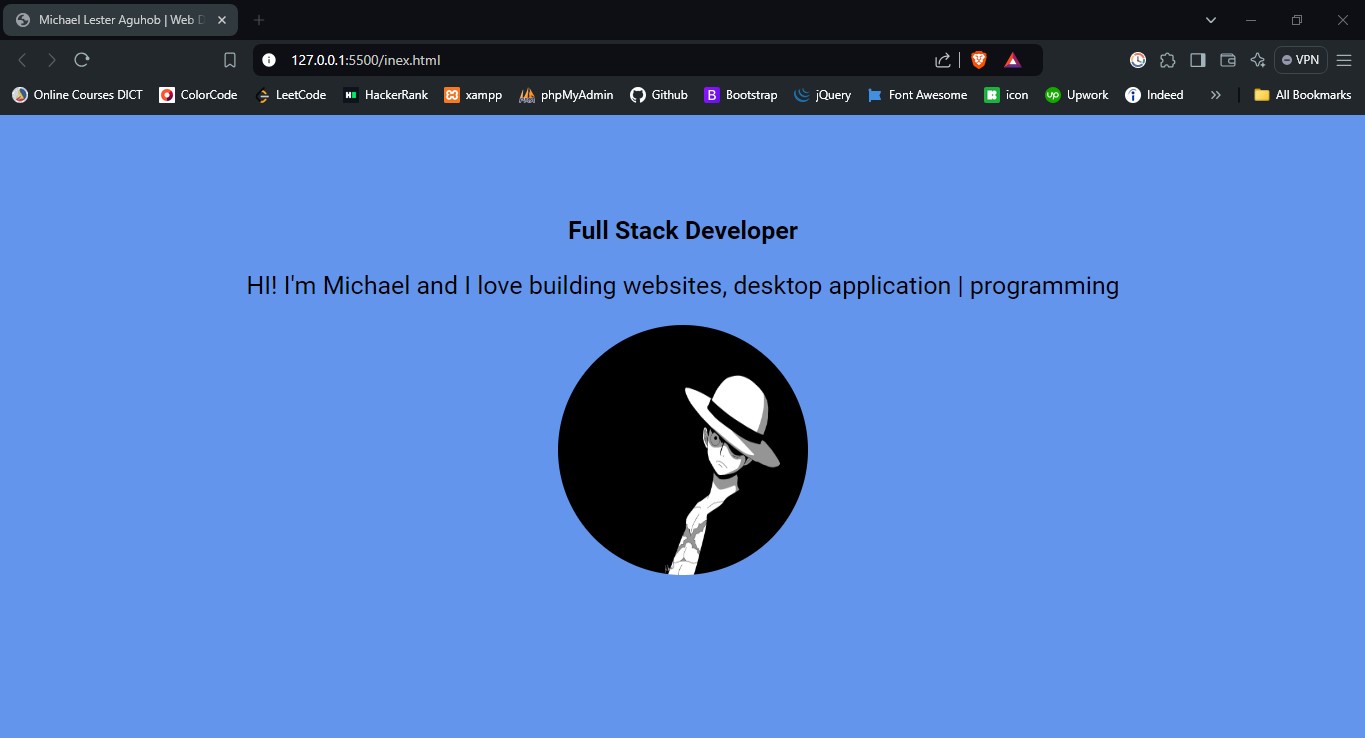 Michael Lester Aguhob | Web D
127.0.0.1:5500/inex.html
VPN
Online Courses DICT ColorCode LeetCode HackerRank xampp phpMyAdmin Github Bootstrap jQuery Font Awesome icon Upwork Indeed » All Bookmarks
Full Stack Developer
HI! I'm Michael and I love building websites, desktop application | programming